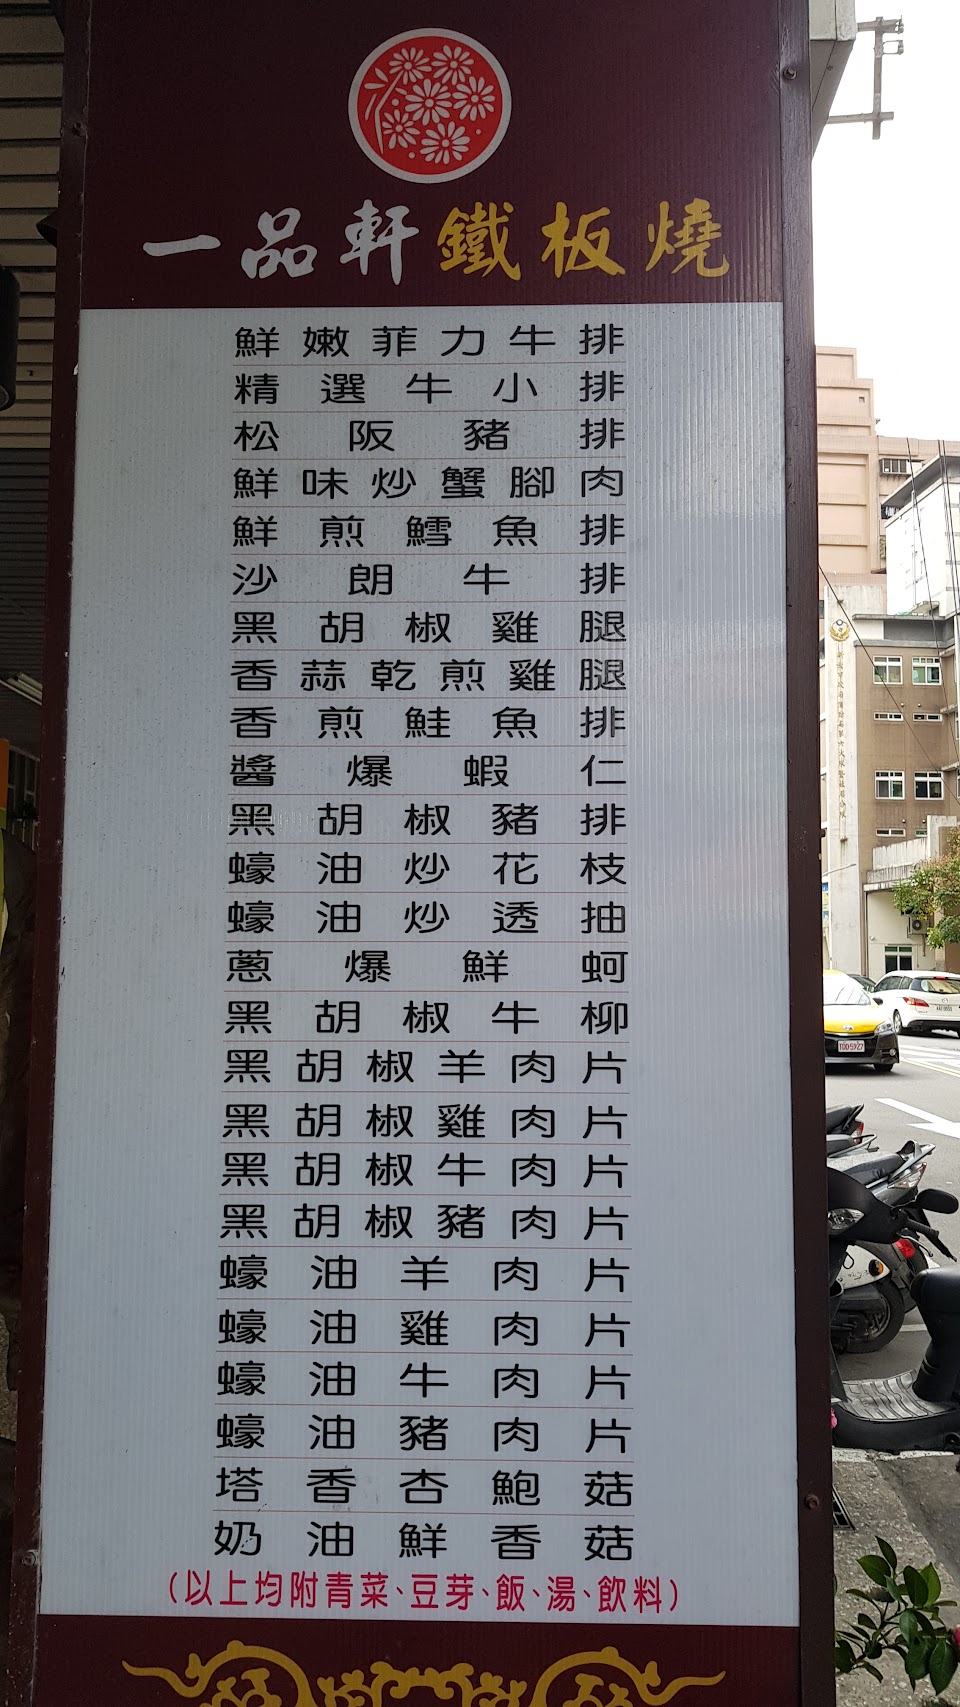 一品軒鐵板燒
鮮嫩菲力牛排
精選牛小排
松阪豬排
鮮味炒蟹腳肉
鮮煎鱈魚排
沙朗牛排
黑胡椒雞腿
香蒜乾煎雞腿
香煎鮭魚排
醬爆蝦仁
黑胡椒豬排
蠔油炒花枝
蠔油炒透抽
蔥爆鮮蚵
黑胡椒牛柳
黑胡椒羊肉片
黑胡椒雞肉片
黑胡椒牛肉片
黑胡椒豬肉片
蠔油羊肉片
蠔油雞肉片
蠔油牛肉片
蠔油豬肉片
塔香杏鮑菇
奶油鮮香菇
(以上均附青菜、豆芽、飯、湯、飲料)